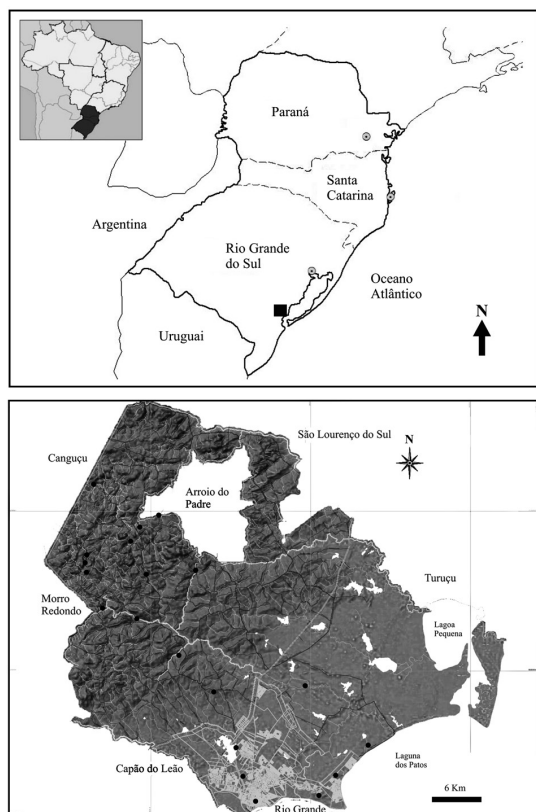 Paraná
Santa
Catarina
Argentina
Rio Grande
do Sul
Oceano
Atlântico
Uruguai
N
São Lourenço do Sul
Canguçu
N
Arroio do
Padre
Turuçu
Morro
Redondo
Lagoa
Pequena
Laguna
dos Patos
Capão do Leão
Rio Grande
6 Km